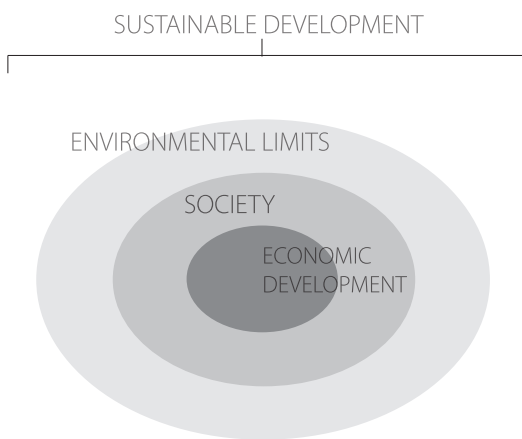 SUSTAINABLE DEVELOPMENT
ENVIRONMENTAL LIMITS
SOCIETY
ECONOMIC
DEVELOPMENT